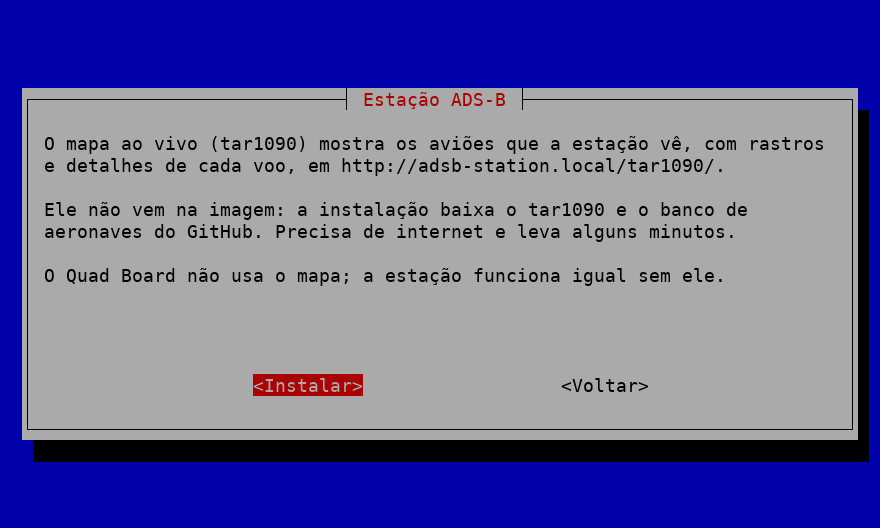 Estação ADS-B
O mapa ao vivo (tar1090) mostra os aviões que a estação vê, com rastros
e detalhes de cada voo, em http://adsb-station.local/tar1090/.
Ele não vem na imagem: a instalação baixa o tar1090 e o banco de
aeronaves do GitHub. Precisa de internet e leva alguns minutos.
O Quad Board não usa o mapa; a estação funciona igual sem ele.
<Instalar> <Voltar>